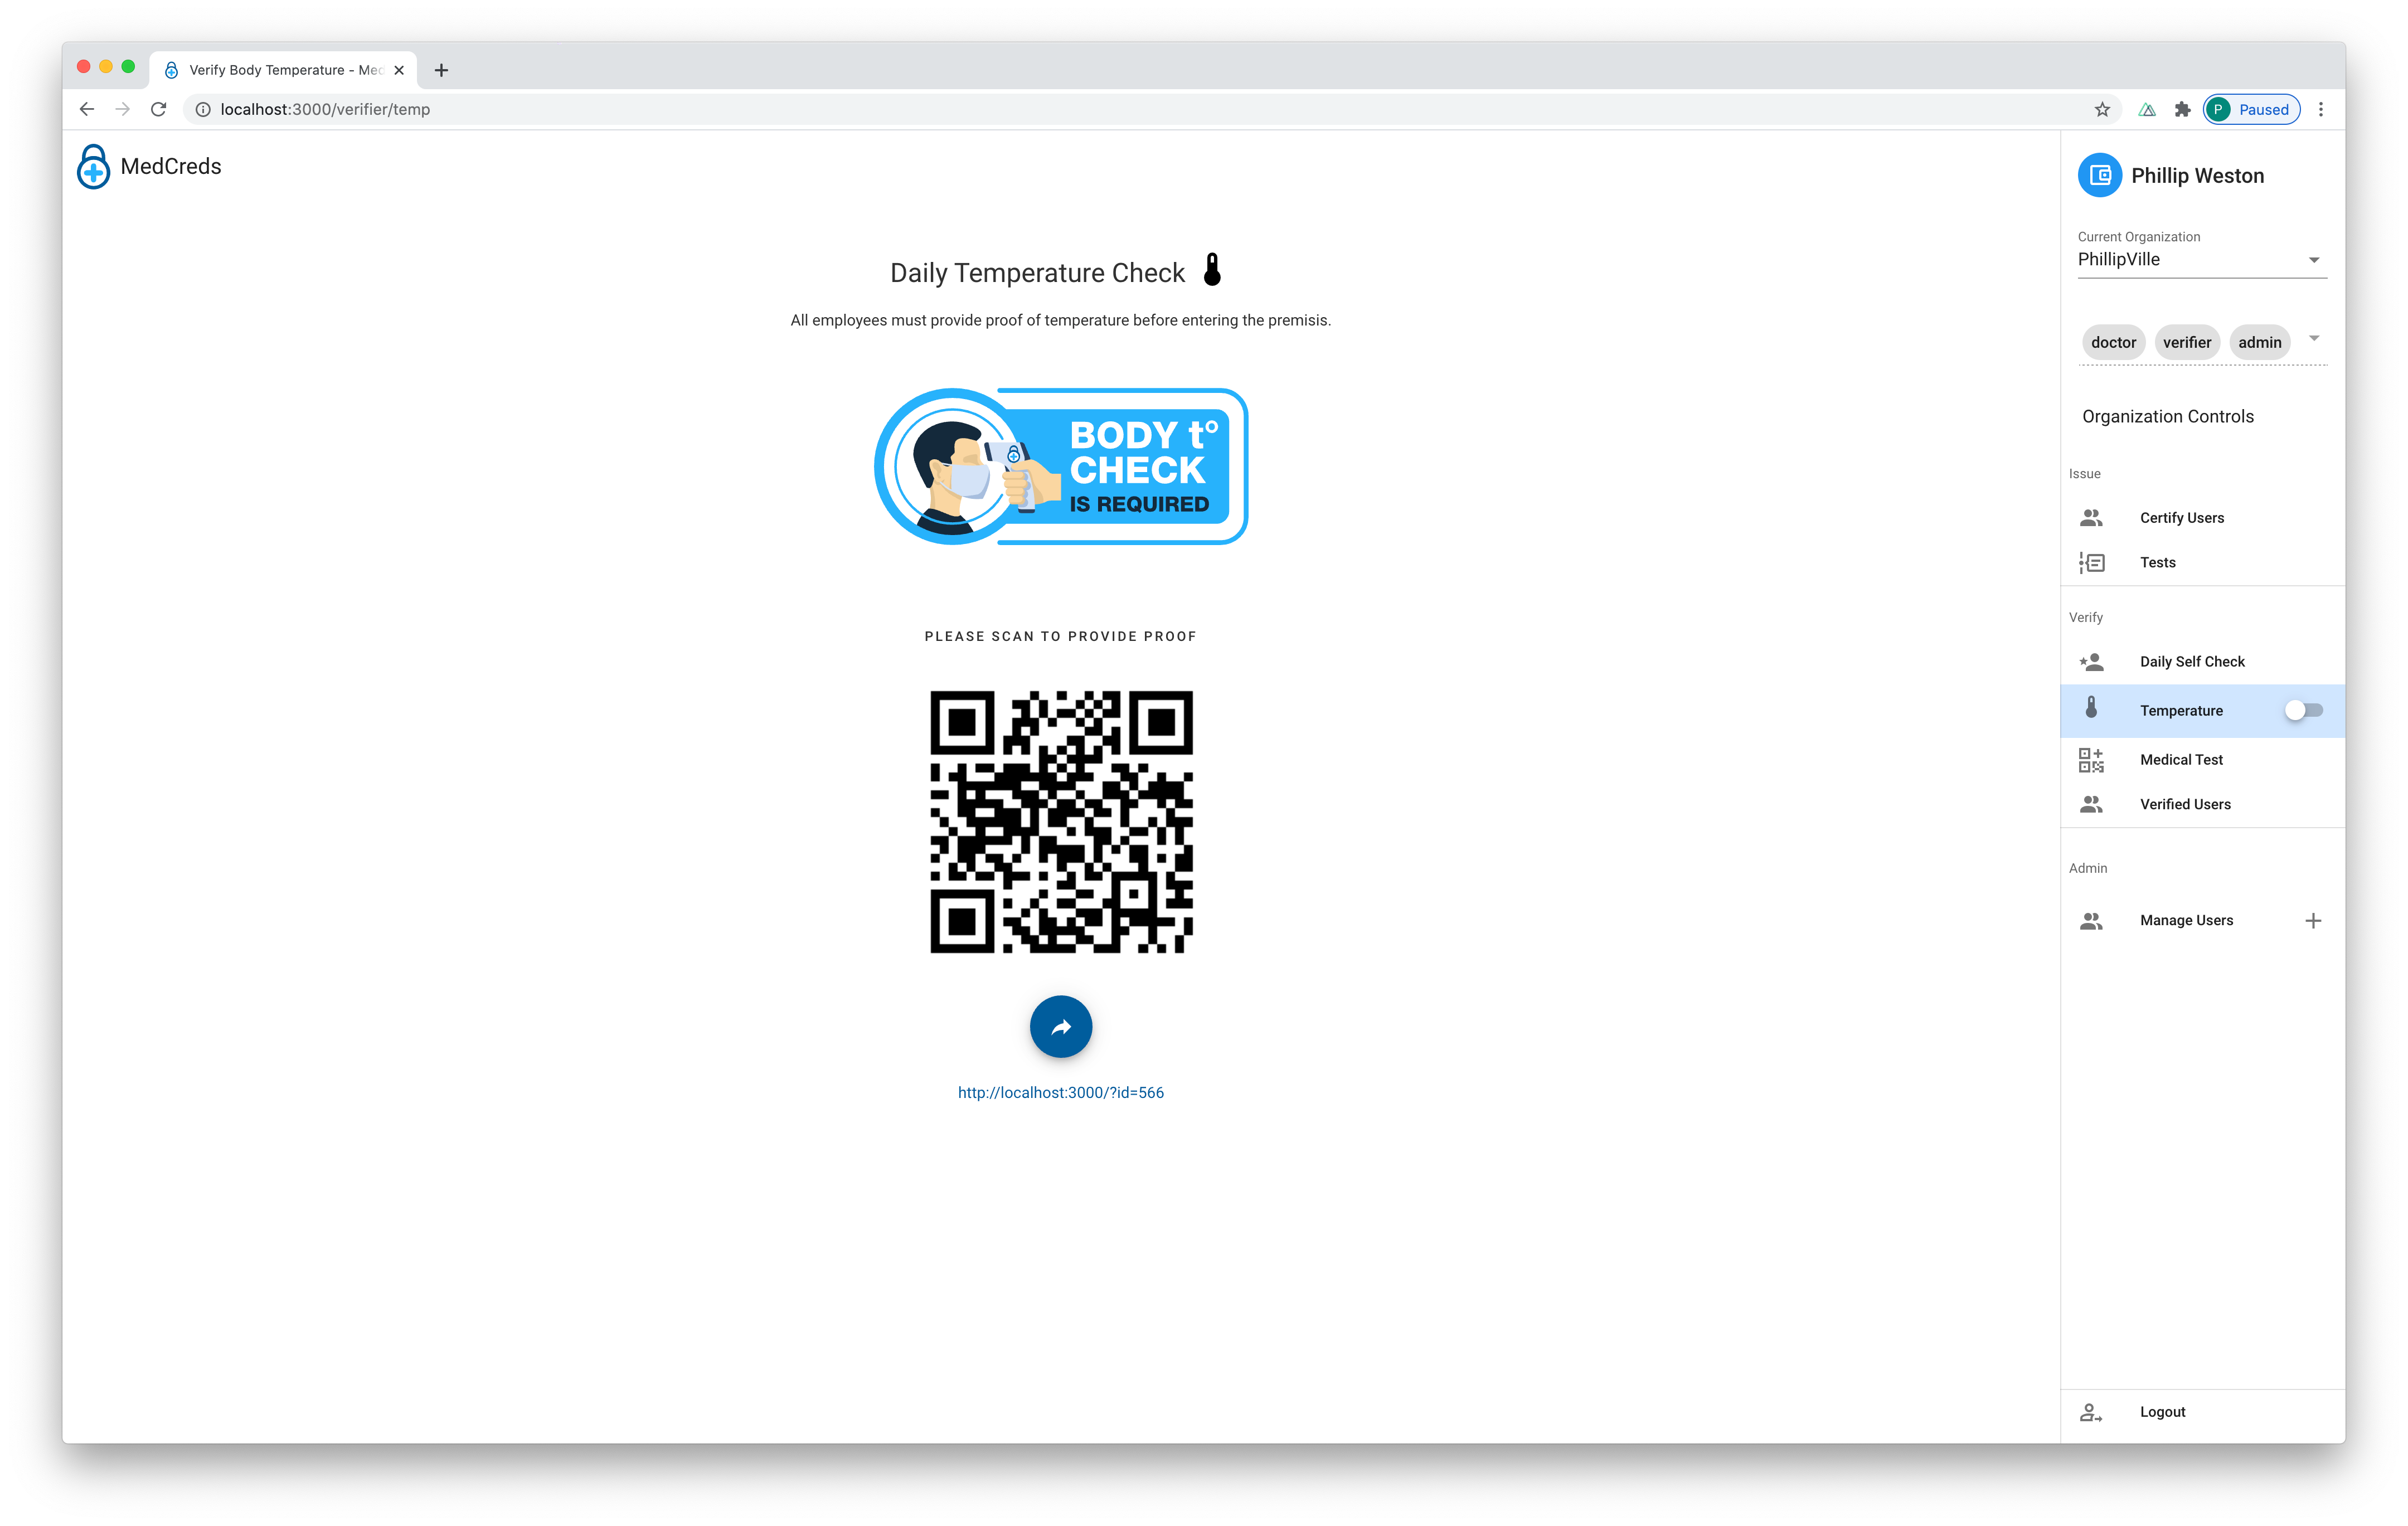 Verify Body Temperature - Med
localhost:3000/verifier/temp
P Paused
MedCreds
Daily Temperature Check
All employees must provide proof of temperature before entering the premisis.
BODY t°
CHECK
IS REQUIRED
PLEASE SCAN TO PROVIDE PROOF
http://localhost:3000/?id=566
Phillip Weston
Current Organization
PhillipVille
doctor verifier admin
Organization Controls
Issue
Certify Users
Tests
Verify
Daily Self Check
Temperature
Medical Test
Verified Users
Admin
Manage Users
Logout